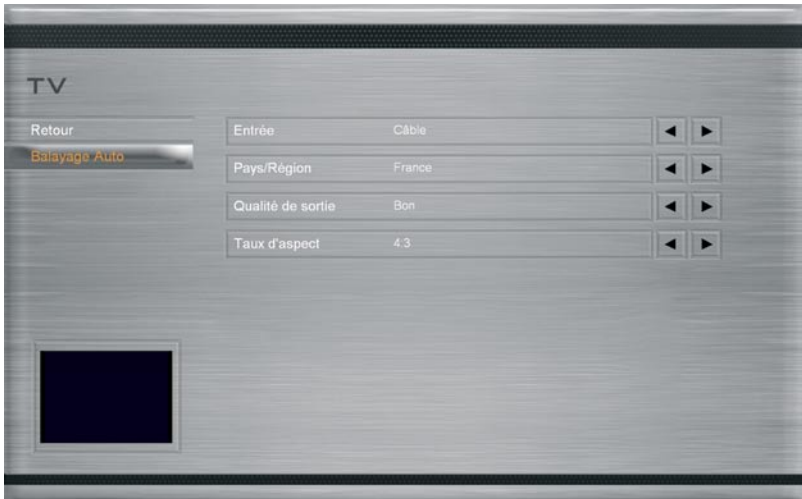 TV
Retour
Balayage Auto
Entrée Câble
Pays/Région France
Qualité de sortie Bon
Taux d'aspect 4:3